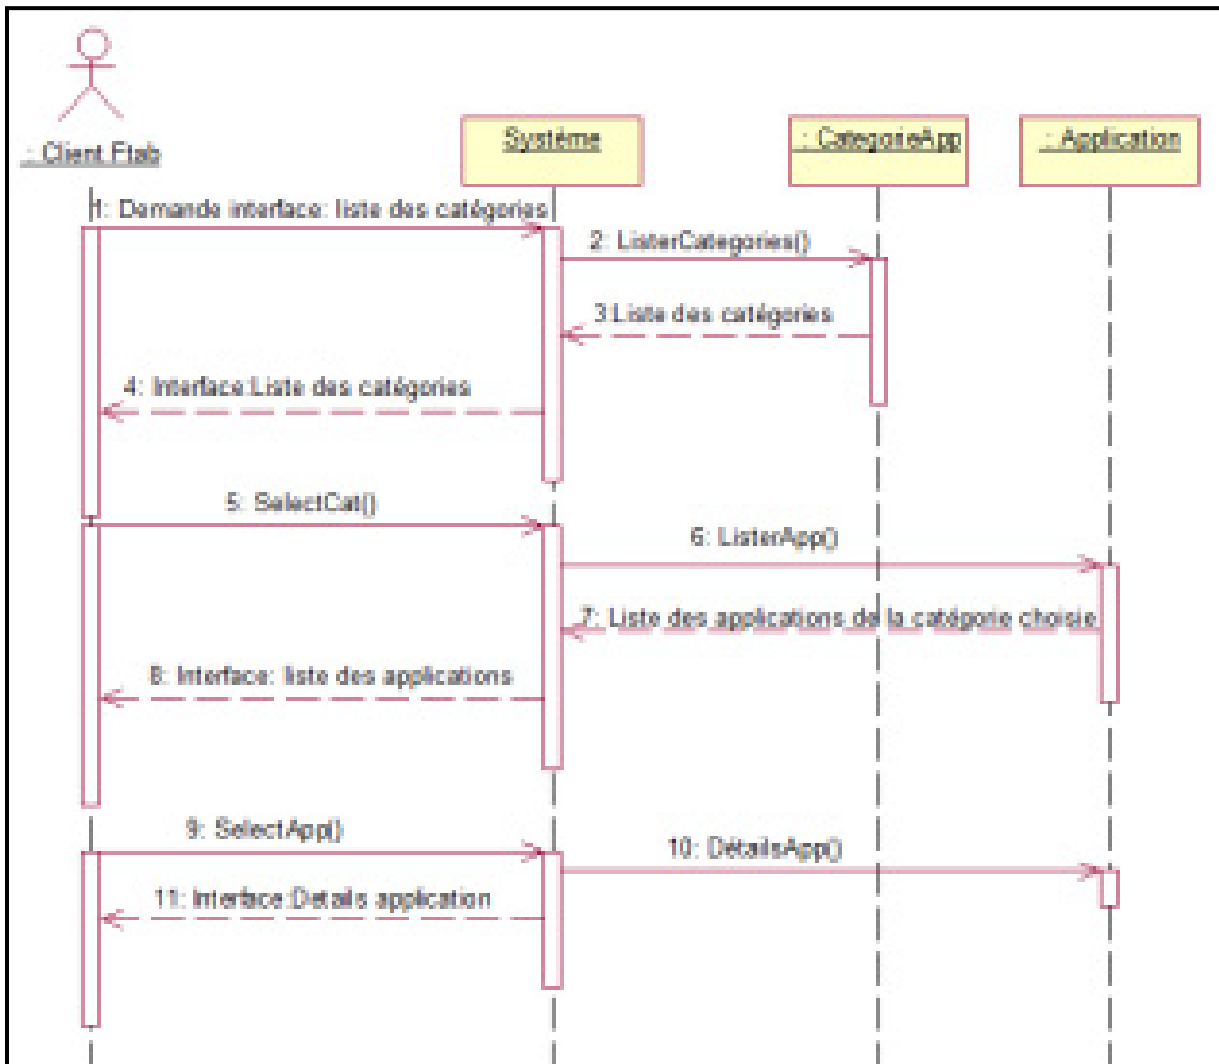 : Client Ftab
Système
: CategorieApp
: Application
1: Demande interface: liste des catégories
2: ListerCategories()
3:Liste des catégories
4: Interface:Liste des catégories
5: SelectCat()
6: ListerApp()
7: Liste des applications de la catégorie choisie
8: Interface: liste des applications
9: SelectApp()
10: DétailsApp()
11: Interface:Details application